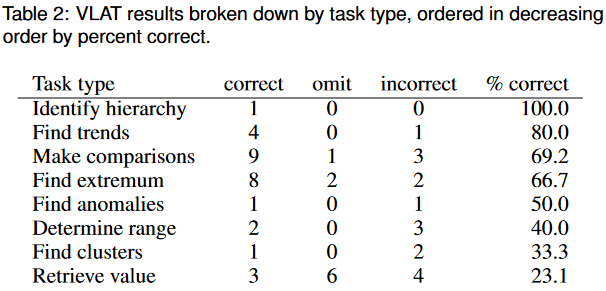 Table 2: VLAT results broken down by task type, ordered in decreasing
order by percent correct.
Task type correct omit incorrect % correct
Identify hierarchy 1 0 0 100.0
Find trends 4 0 1 80.0
Make comparisons 9 1 3 69.2
Find extremum 8 2 2 66.7
Find anomalies 1 0 1 50.0
Determine range 2 0 3 40.0
Find clusters 1 0 2 33.3
Retrieve value 3 6 4 23.1